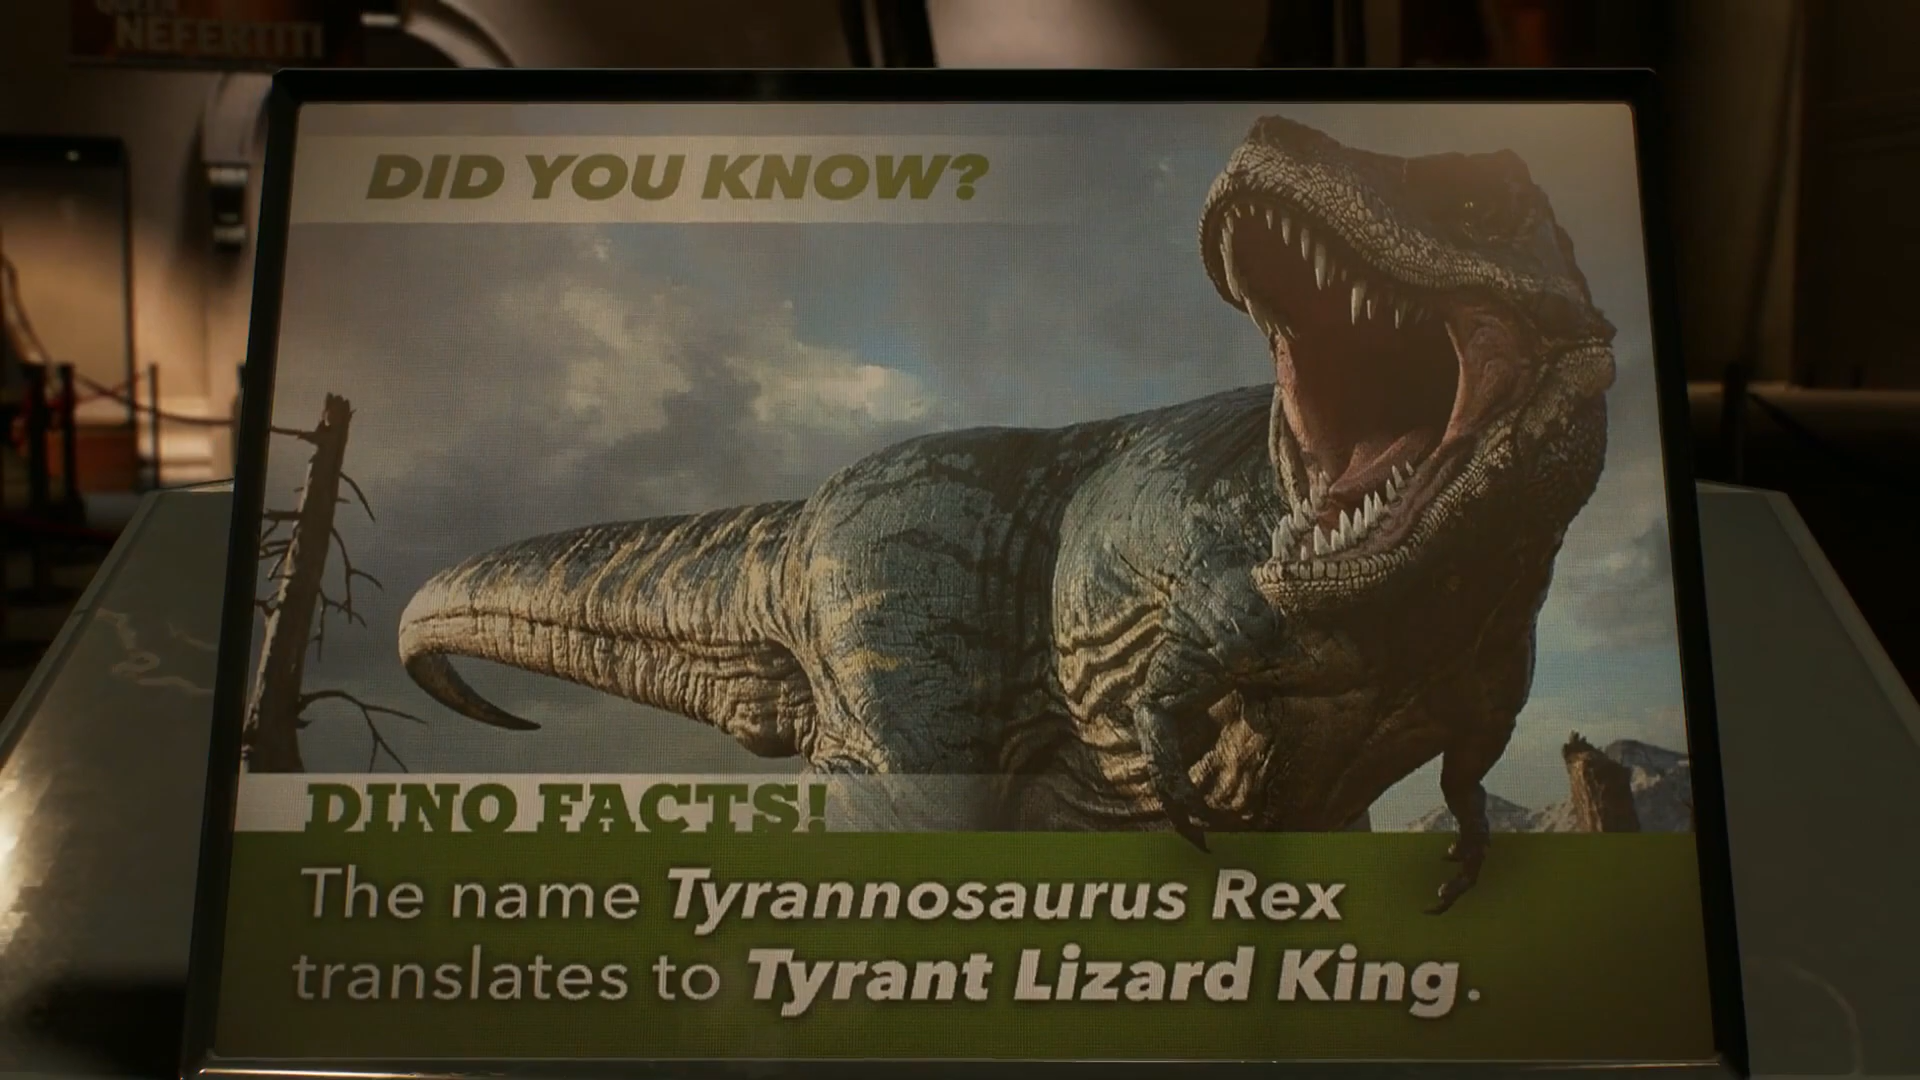 NEFERTITI
DID YOU KNOW?
DINO FACTS!
The name Tyrannosaurus Rex
translates to Tyrant Lizard King.